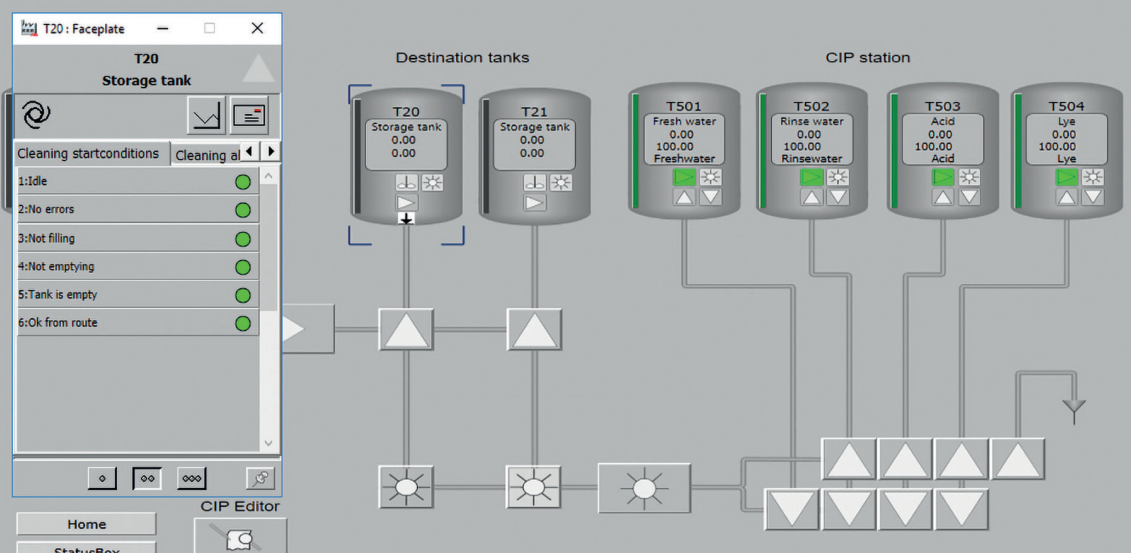 T20 : Faceplate
T20
Storage tank
Cleaning startconditions
Cleaning al
1:Idle
2:No errors
3:Not filling
4:Not emptying
5:Tank is empty
6:Ok from route
CIP Editor
Home
StatusBox
Destination tanks
T20
Storage tank
0.00
0.00
T21
Storage tank
0.00
0.00
CIP station
T501
Fresh water
0.00
100.00
Freshwater
T502
Rinse water
0.00
100.00
Rinsewater
T503
Acid
0.00
100.00
Acid
T504
Lye
0.00
100.00
Lye